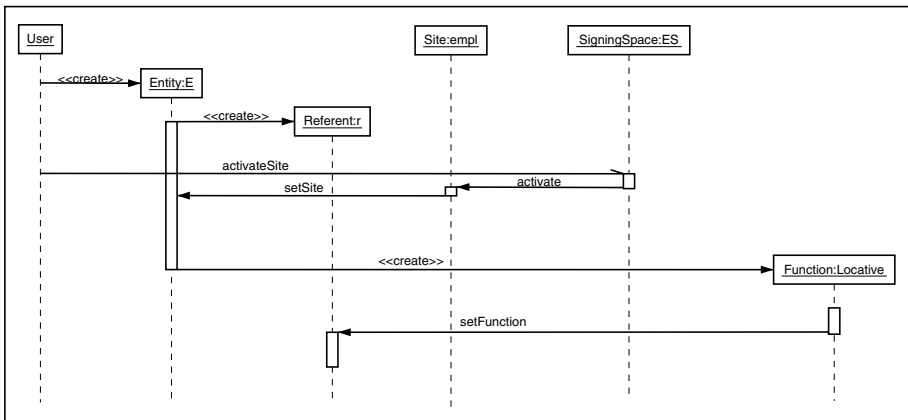 User
Site:empl
SigningSpace:ES
<<create>>
Entity:E
<<create>>
Referent:r
activateSite
activate
setSite
<<create>>
Function:Locative
setFunction